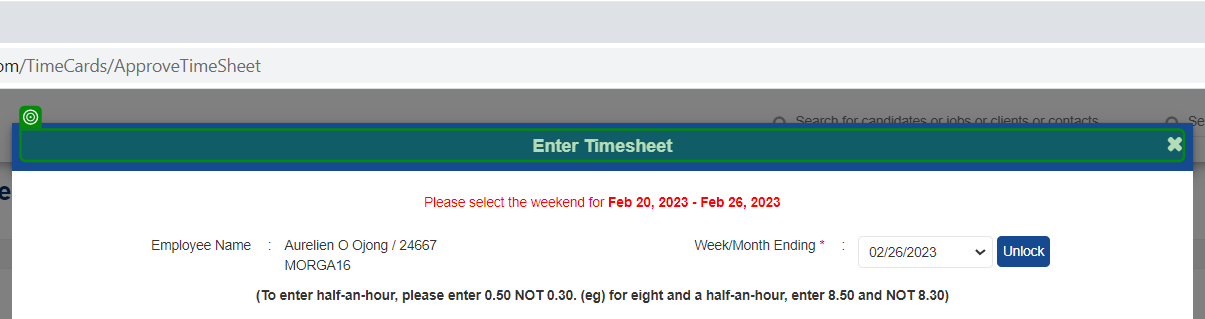 om/TimeCards/ApproveTimeSheet
Search for candidates or jobs or clients or contacts
Se
Enter Timesheet
e
Please select the weekend for Feb 20, 2023 - Feb 26, 2023
Employee Name : Aurelien O Ojong / 24667
MORGA16
Week/Month Ending * : 02/26/2023 Unlock
(To enter half-an-hour, please enter 0.50 NOT 0.30. (eg) for eight and a half-an-hour, enter 8.50 and NOT 8.30)